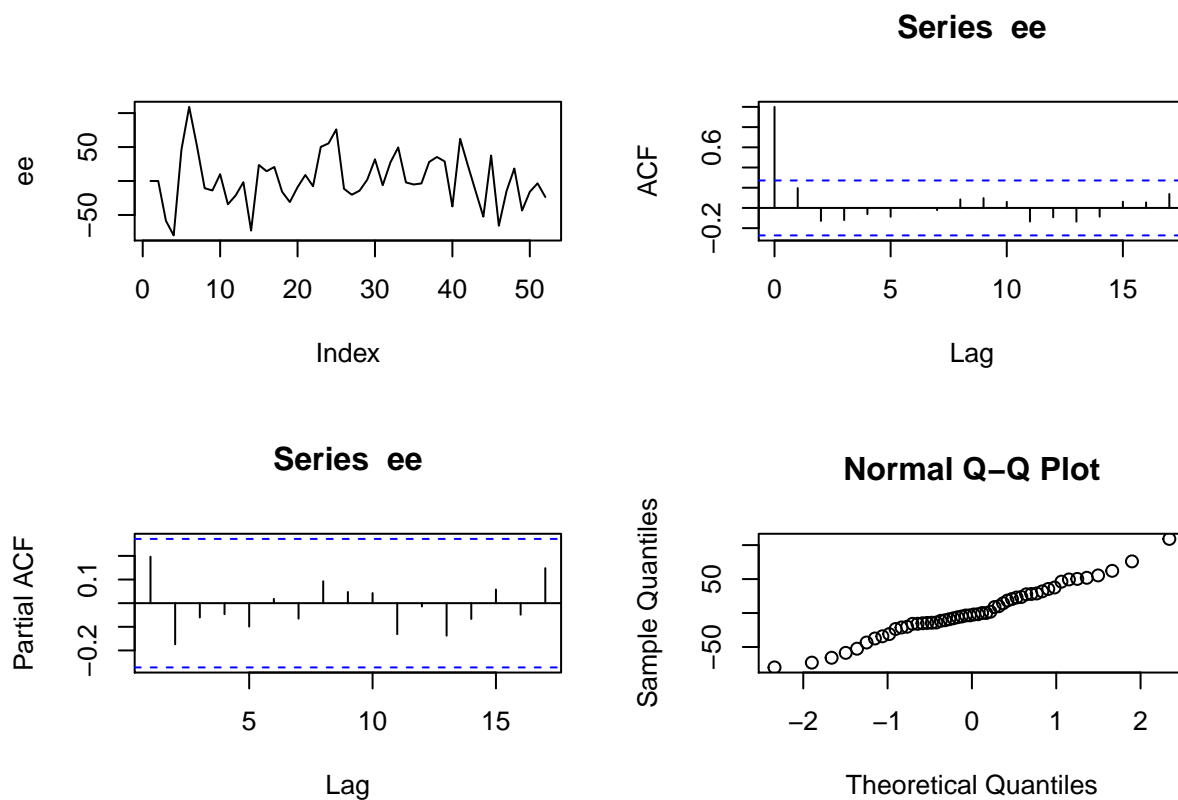 ee
50
−50
0 10 20 30 40 50
Index
Series ee
ACF
0.6
−0.2
0 5 10 15
Lag
Series ee
Partial ACF
0.1
−0.2
5 10 15
Lag
Normal Q−Q Plot
Sample Quantiles
50
−50
−2 −1 0 1 2
Theoretical Quantiles